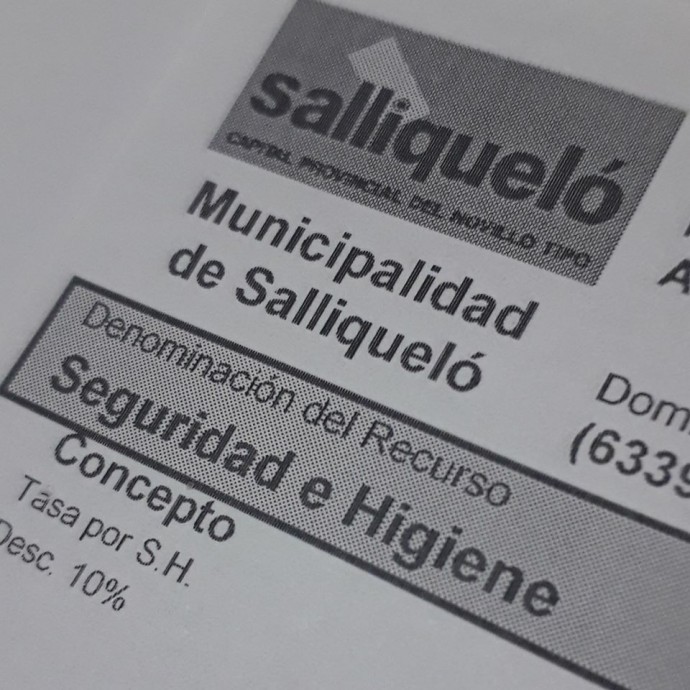 salliqueló
CAPITAL PROVINCIAL DEL NOVILLO TIPO
Municipalidad
de Salliqueló
Dom
(6339
Denominación del Recurso
Seguridad e Higiene
Concepto
Tasa por S.H.
Desc. 10%